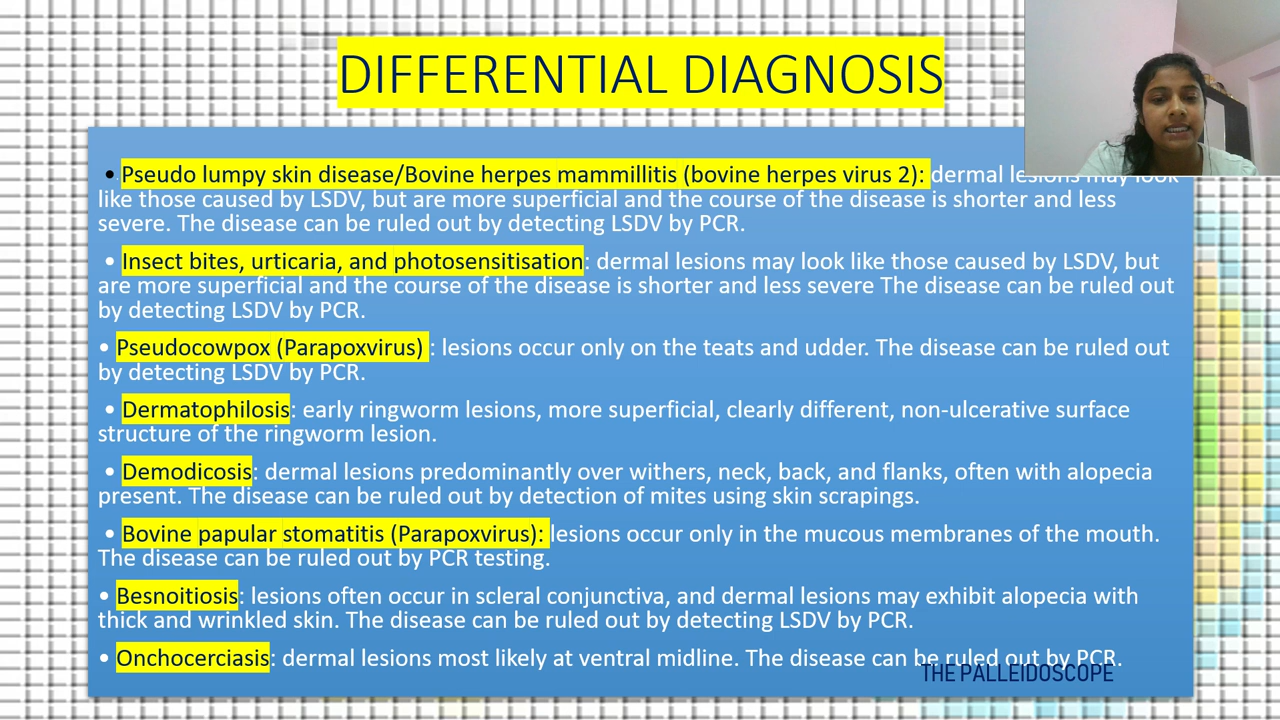 DIFFERENTIAL DIAGNOSIS
• Pseudo lumpy skin disease/Bovine herpes mammillitis (bovine herpes virus 2): dermal lesions may look
like those caused by LSDV, but are more superficial and the course of the disease is shorter and less
severe. The disease can be ruled out by detecting LSDV by PCR.
• Insect bites, urticaria, and photosensitisation: dermal lesions may look like those caused by LSDV, but
are more superficial and the course of the disease is shorter and less severe The disease can be ruled out
by detecting LSDV by PCR.
• Pseudocowpox (Parapoxvirus) : lesions occur only on the teats and udder. The disease can be ruled out
by detecting LSDV by PCR.
• Dermatophilosis: early ringworm lesions, more superficial, clearly different, non-ulcerative surface
structure of the ringworm lesion.
• Demodicosis: dermal lesions predominantly over withers, neck, back, and flanks, often with alopecia
present. The disease can be ruled out by detection of mites using skin scrapings.
• Bovine papular stomatitis (Parapoxvirus): lesions occur only in the mucous membranes of the mouth.
The disease can be ruled out by PCR testing.
• Besnoitiosis: lesions often occur in scleral conjunctiva, and dermal lesions may exhibit alopecia with
thick and wrinkled skin. The disease can be ruled out by detecting LSDV by PCR.
• Onchocerciasis: dermal lesions most likely at ventral midline. The disease can be ruled out by PCR.
THE PALLEIDOSCOPE